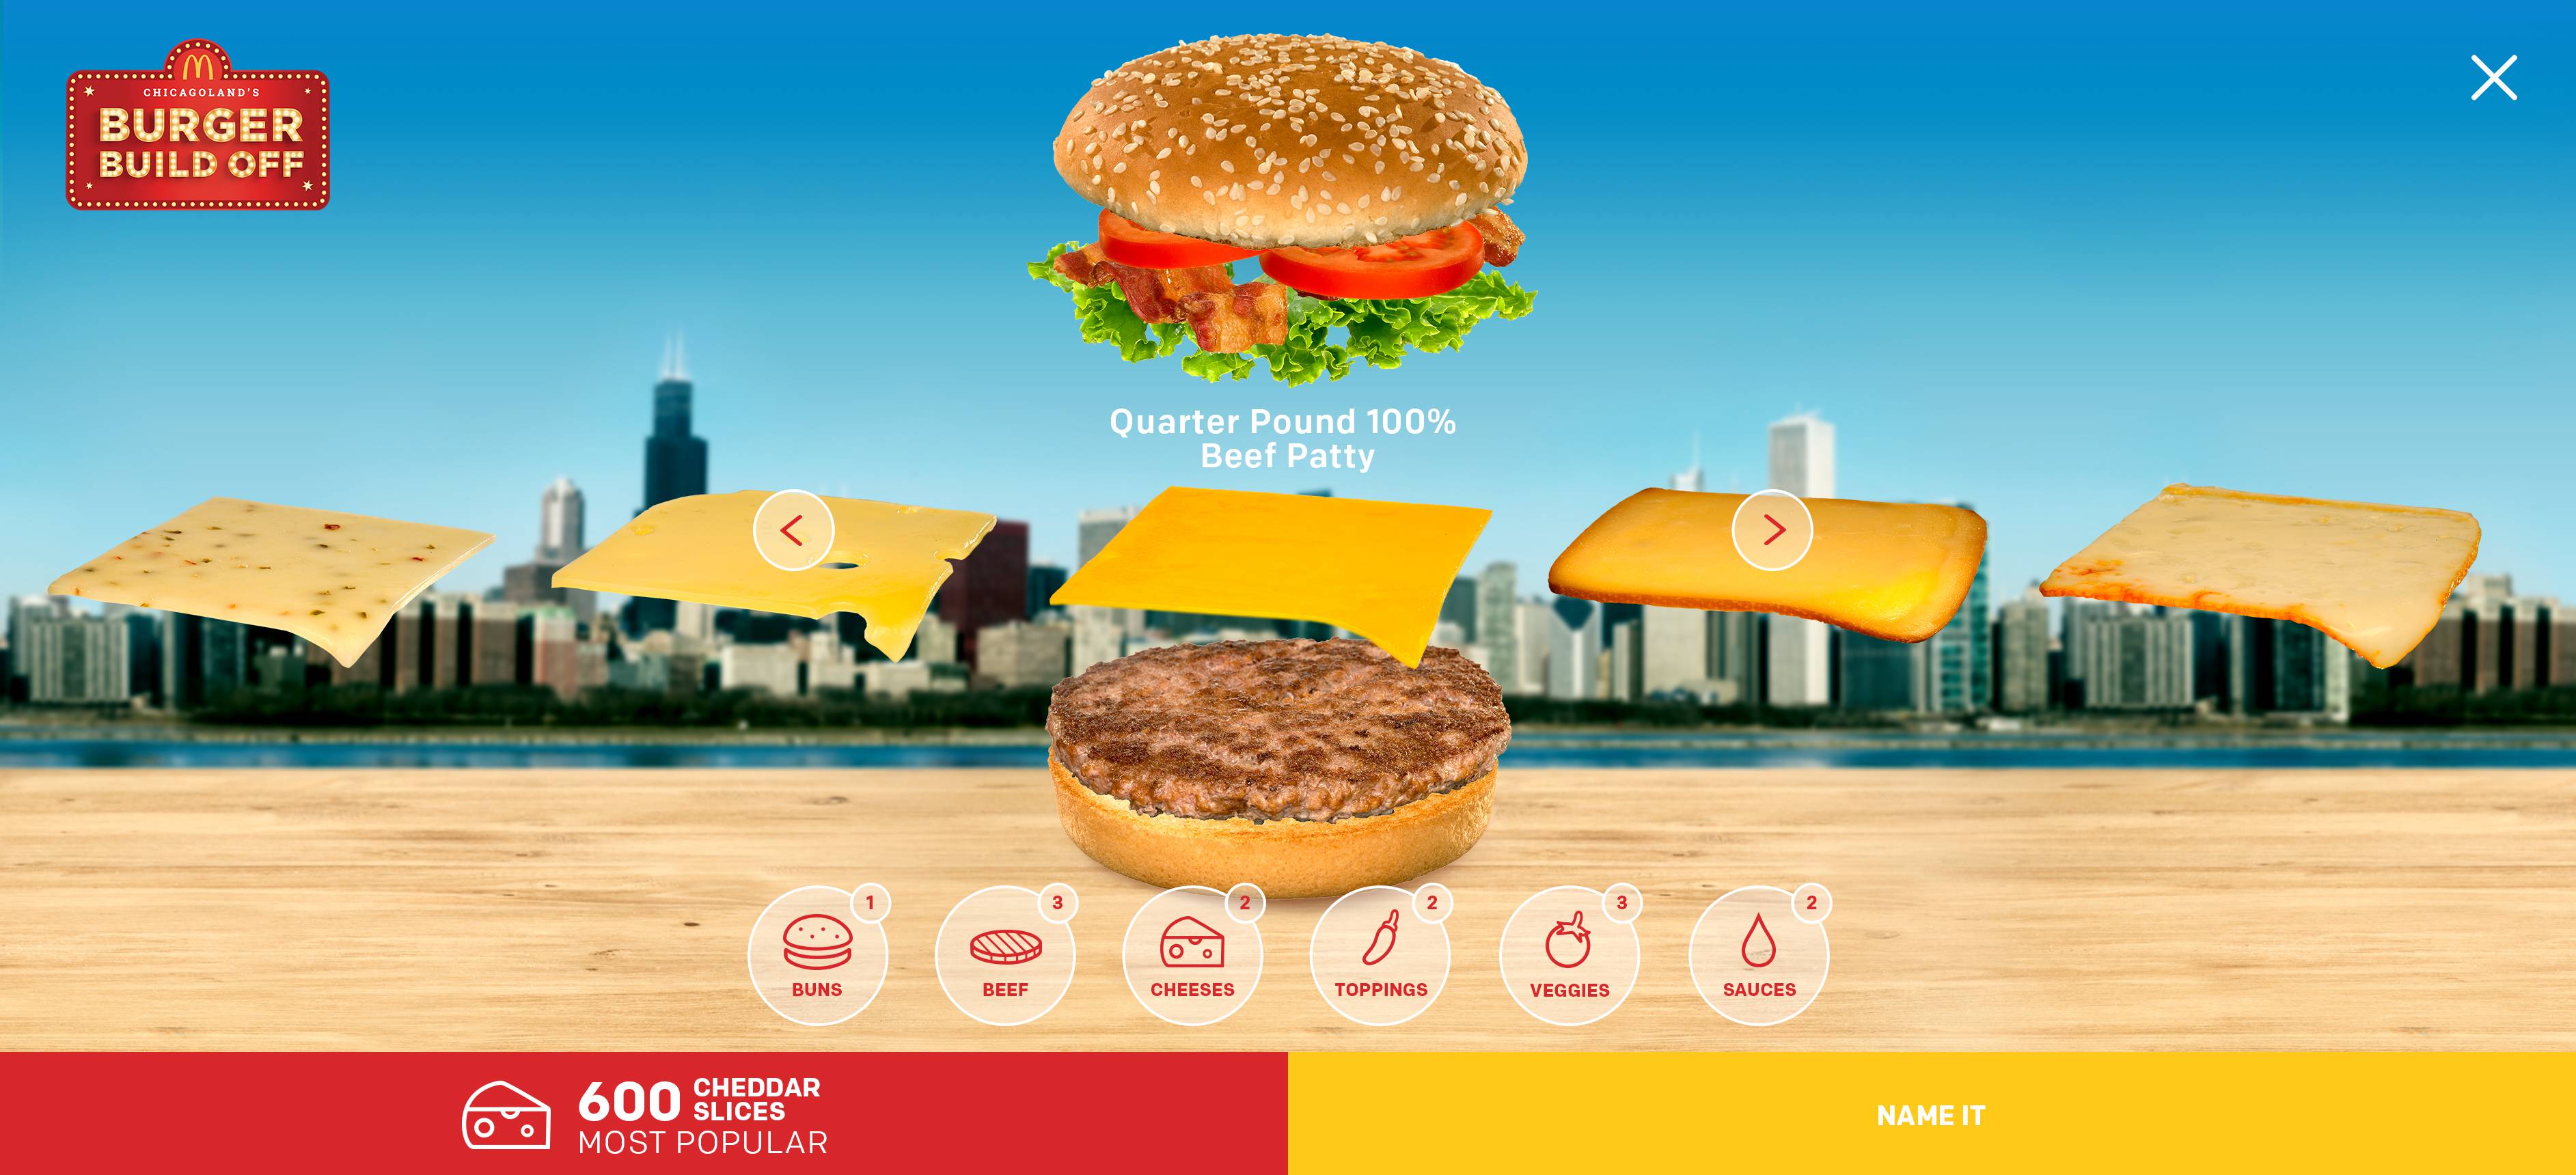 CHICAGOLAND'S
BURGER
BUILD OFF
Quarter Pound 100%
Beef Patty
1
3
2
2
3
2
BUNS
BEEF
CHEESES
TOPPINGS
VEGGIES
SAUCES
600 CHEDDAR
SLICES
MOST POPULAR
NAME IT